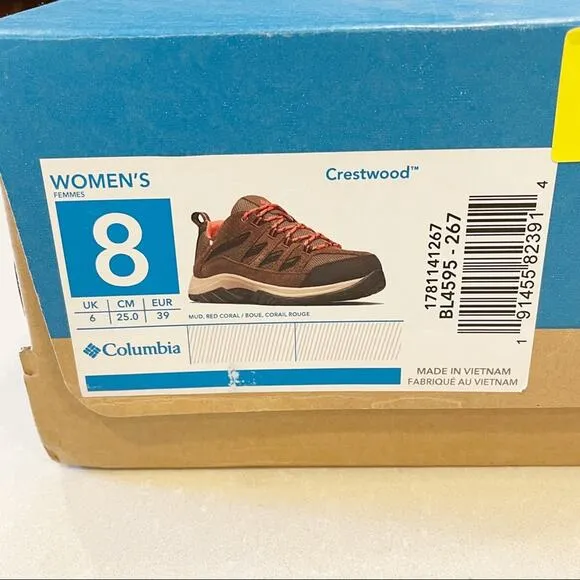 WOMEN'S
FEMMES
Crestwood™
8
UK CM EUR
6 25.0 39
MUD, RED CORAL / BOUE, CORAIL ROUGE
Columbia
1781141267
BL4595 - 267
1 91455 82391 4
MADE IN VIETNAM
FABRIQUÉ AU VIETNAM